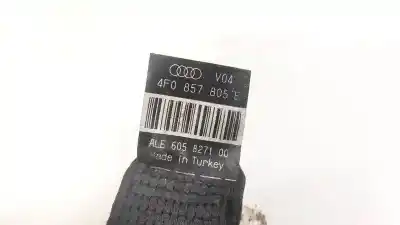 V04
4F0 857 805 E
ALE 605 8271 00
Made in Turkey